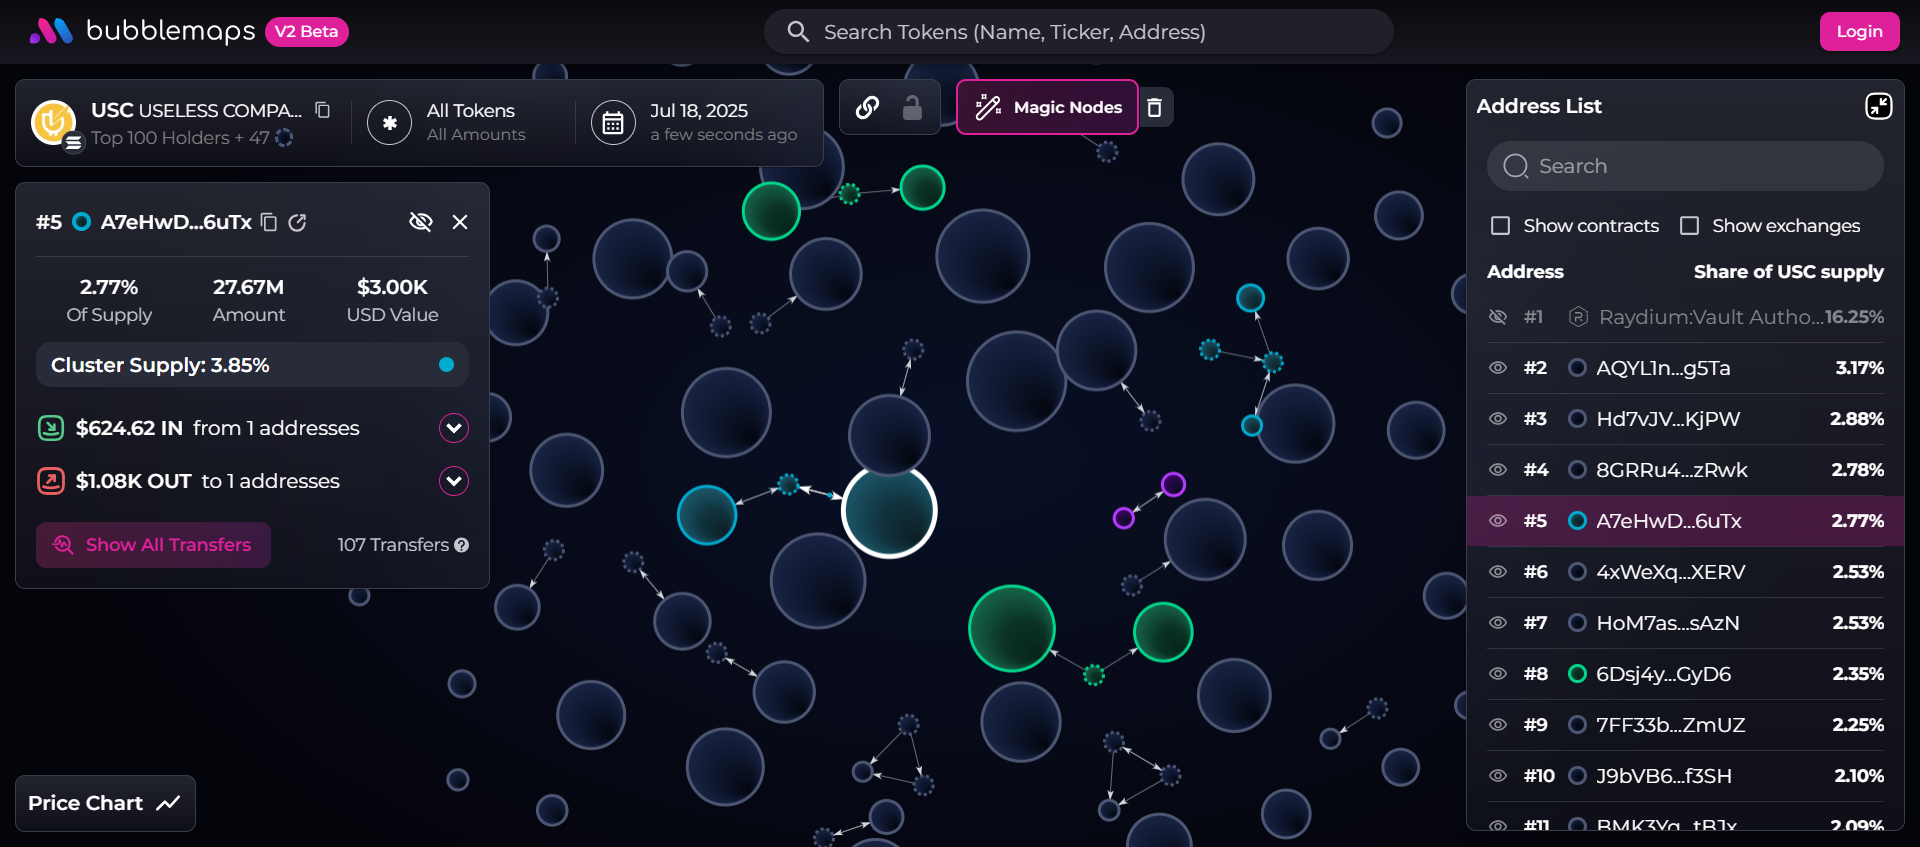 bubblemaps V2 Beta
Search Tokens (Name, Ticker, Address)
Login
USC USELESS COMPA...
Top 100 Holders + 47
All Tokens
All Amounts
Jul 18, 2025
a few seconds ago
Magic Nodes
#5 A7eHwD...6uTx
2.77% 27.67M $3.00K
Of Supply Amount USD Value
Cluster Supply: 3.85%
$624.62 IN from 1 addresses
$1.08K OUT to 1 addresses
Show All Transfers 107 Transfers
Price Chart
Address List
Search
Show contracts Show exchanges
Address Share of USC supply
#1 Raydium:Vault Autho... 16.25%
#2 AQYL1n...g5Ta 3.17%
#3 Hd7vJV...KjPW 2.88%
#4 8GRRu4...zRwk 2.78%
#5 A7eHwD...6uTx 2.77%
#6 4xWeXq...XERV 2.53%
#7 HoM7as...sAzN 2.53%
#8 6Dsj4y...GyD6 2.35%
#9 7FF33b...ZmUZ 2.25%
#10 J9bVB6...f3SH 2.10%
#11 BMK3Yq...tBJx 2.09%